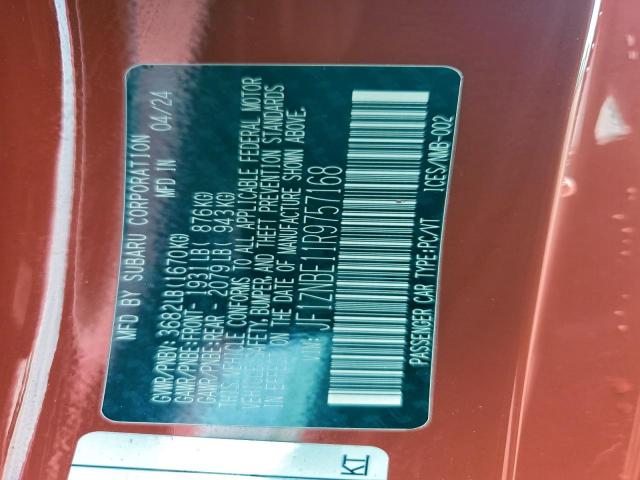 MFD BY SUBARU CORPORATION
MFD IN 04/24
GVWR/PNBV: 3682LB(1670KG)
GAWR/PNBE:FRONT- 1931LB( 876KG)
GAWR/PNBE:REAR- 2079LB( 943KG)
THIS VEHICLE CONFORMS TO ALL APPLICABLE FEDERAL MOTOR
VEHICLE SAFETY, BUMPER AND THEFT PREVENTION STANDARDS
IN EFFECT ON THE DATE OF MANUFACTURE SHOWN ABOVE.
VIN: JF1ZNBE11R9757168
PASSENGER CAR TYPE:PC/VT ICES/NMB-002
KI